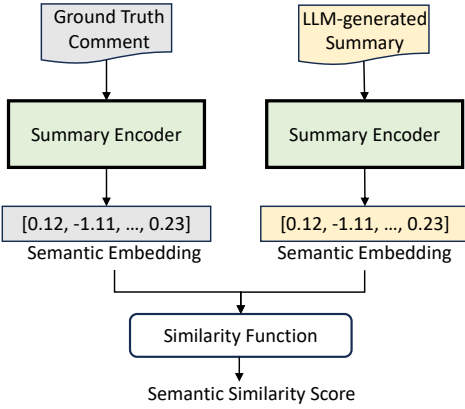 Ground Truth
Comment
LLM-generated
Summary
Summary Encoder
Summary Encoder
[0.12, -1.11, …, 0.23]
[0.12, -1.11, …, 0.23]
Semantic Embedding
Semantic Embedding
Similarity Function
Semantic Similarity Score